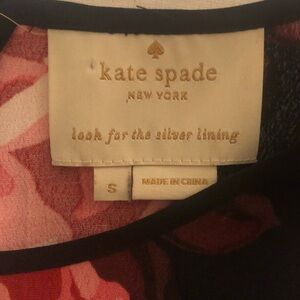 kate spade
NEW YORK
look for the silver lining
S
MADE IN CHINA